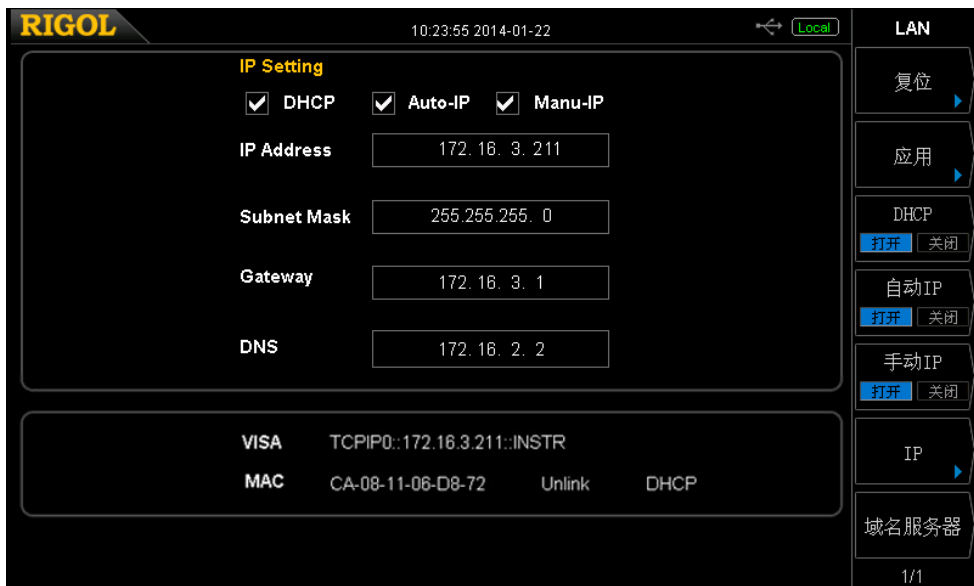 RIGOL 10:23:55 2014-01-22 Local LAN
IP Setting
DHCP Auto-IP Manu-IP
IP Address 172. 16. 3. 211
Subnet Mask 255.255.255. 0
Gateway 172. 16. 3. 1
DNS 172. 16. 2. 2
VISA TCPIP0::172.16.3.211::INSTR
MAC CA-08-11-06-D8-72 Unlink DHCP
复位
应用
DHCP
打开 关闭
自动IP
打开 关闭
手动IP
打开 关闭
IP
域名服务器
1/1